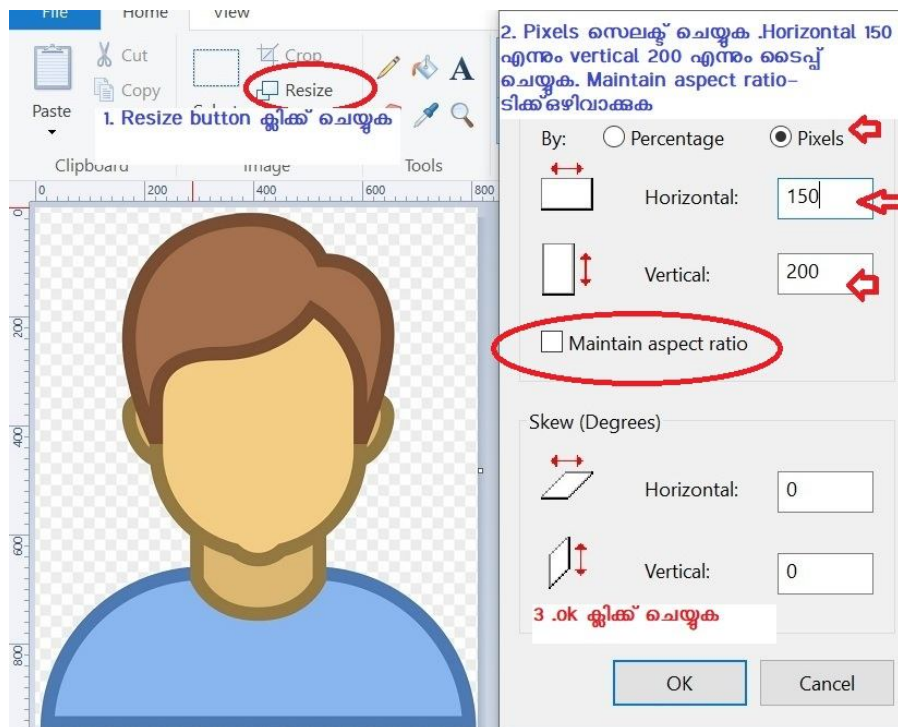 File Home View
Cut
Copy
Paste
Crop
Resize
1. Resize button ക്ലിക്ക് ചെയ്യുക
Clipboard Image Tools
0 200 400 600 800
0
200
400
600
800
2. Pixels സെലക്ട് ചെയ്യുക .Horizontal 150
എന്നും vertical 200 എന്നും ടൈപ്പ്
ചെയ്യുക. Maintain aspect ratio-
ടിക്ക്ഒഴിവാക്കുക
By: Percentage Pixels
Horizontal: 150
Vertical: 200
Maintain aspect ratio
Skew (Degrees)
Horizontal: 0
Vertical: 0
3 .ok ക്ലിക്ക് ചെയ്യുക
OK Cancel